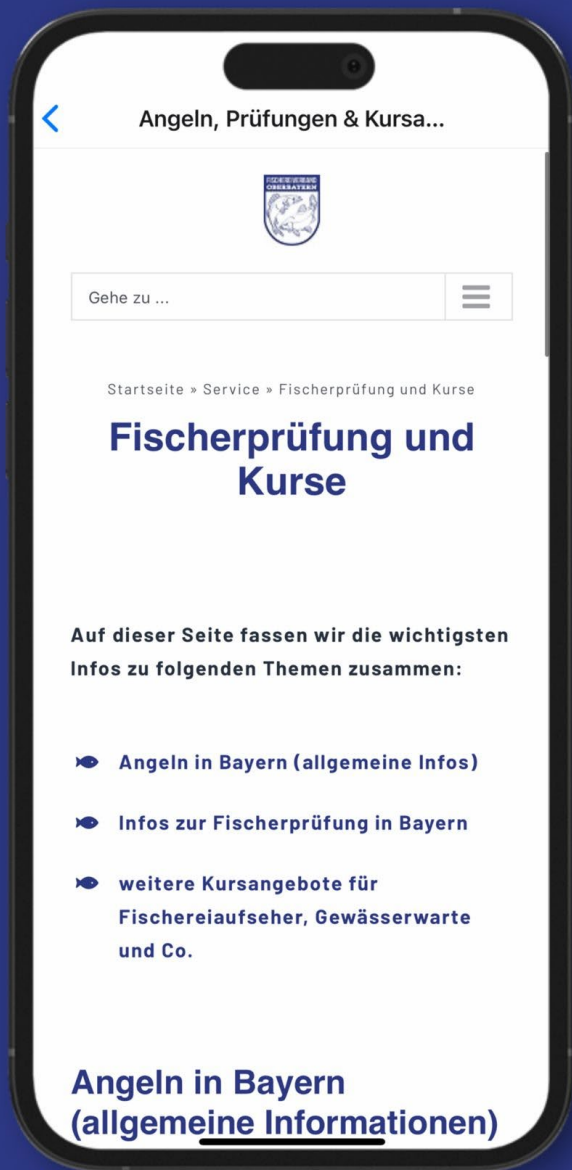 Angeln, Prüfungen & Kursa...
FISCHEREIVERBAND
OBERBAYERN
Gehe zu ...
Startseite » Service » Fischerprüfung und Kurse
Fischerprüfung und
Kurse
Auf dieser Seite fassen wir die wichtigsten
Infos zu folgenden Themen zusammen:
Angeln in Bayern (allgemeine Infos)
Infos zur Fischerprüfung in Bayern
weitere Kursangebote für
Fischereiaufseher, Gewässerwarte
und Co.
Angeln in Bayern
(allgemeine Informationen)